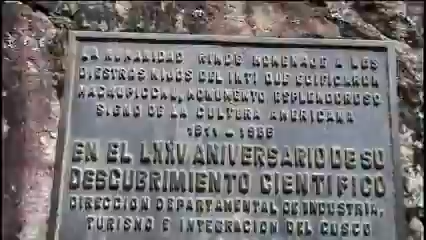 LA HUMANIDAD RINDE HOMENAJE A LOS
DIESTROS NIÑOS DEL INTI QUE EDIFICARON
MACHUPICCHU, MONUMENTO ESPLENDOROSO
SIGNO DE LA CULTURA AMERICANA
1911 - 1986
EN EL LXXV ANIVERSARIO DE SU
DESCUBRIMIENTO CIENTIFICO
DIRECCION DEPARTAMENTAL DE INDUSTRIA,
TURISMO E INTEGRACION DEL CUSCO